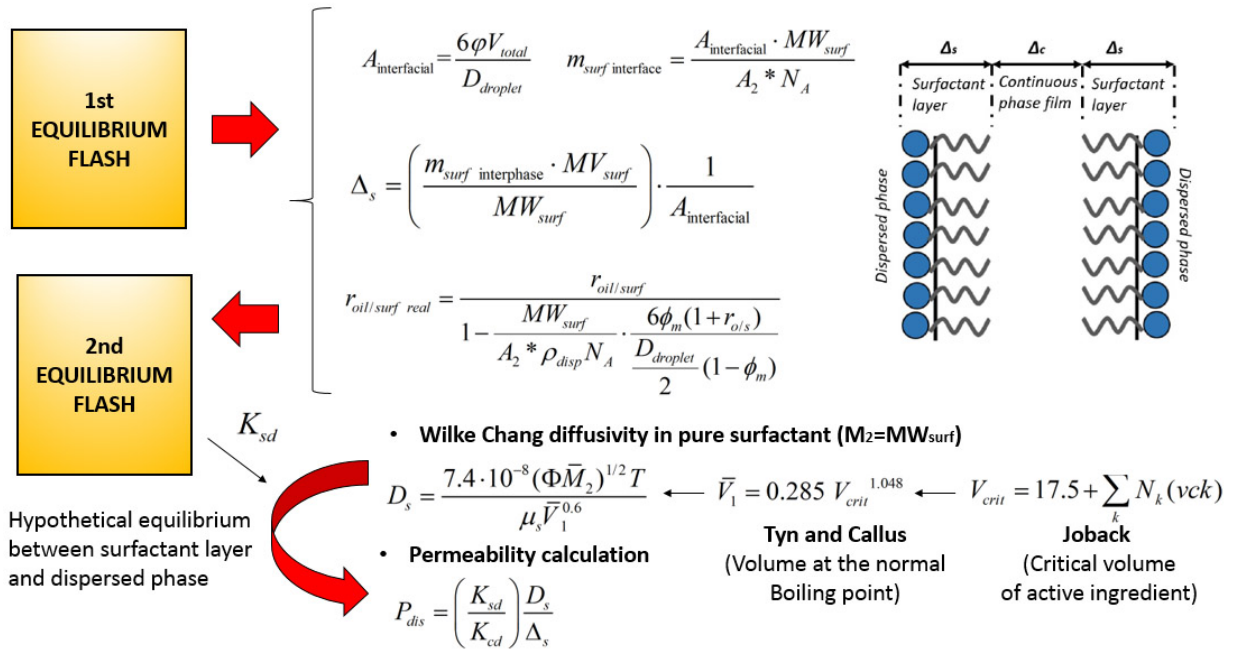 1st
EQUILIBRIUM
FLASH
A_interfacial = 6φV_total / D_droplet
m_surf interface = A_interfacial · MW_surf / A_2 * N_A
Δ_s = ( m_surf interphase · MV_surf / MW_surf ) · 1 / A_interfacial
r_oil/surf real = r_oil/surf / 1 − MW_surf / A_2 * ρ_disp N_A · 6ϕ_m (1 + r_o/s) / D_droplet / 2 (1 − ϕ_m)
Δs Δc Δs
Surfactant layer
Continuous phase film
Surfactant layer
Dispersed phase
Dispersed phase
2nd
EQUILIBRIUM
FLASH
K_sd
Hypothetical equilibrium
between surfactant layer
and dispersed phase
• Wilke Chang diffusivity in pure surfactant (M2=MWsurf)
D_s = 7.4·10^-8 (ΦM̄_2)^1/2 T / μ_s V̄_1^0.6
V̄_1 = 0.285 V_crit^1.048
V_crit = 17.5 + ∑_k N_k (vck)
Tyn and Callus
(Volume at the normal
Boiling point)
Joback
(Critical volume
of active ingredient)
• Permeability calculation
P_dis = ( K_sd / K_cd ) D_s / Δ_s